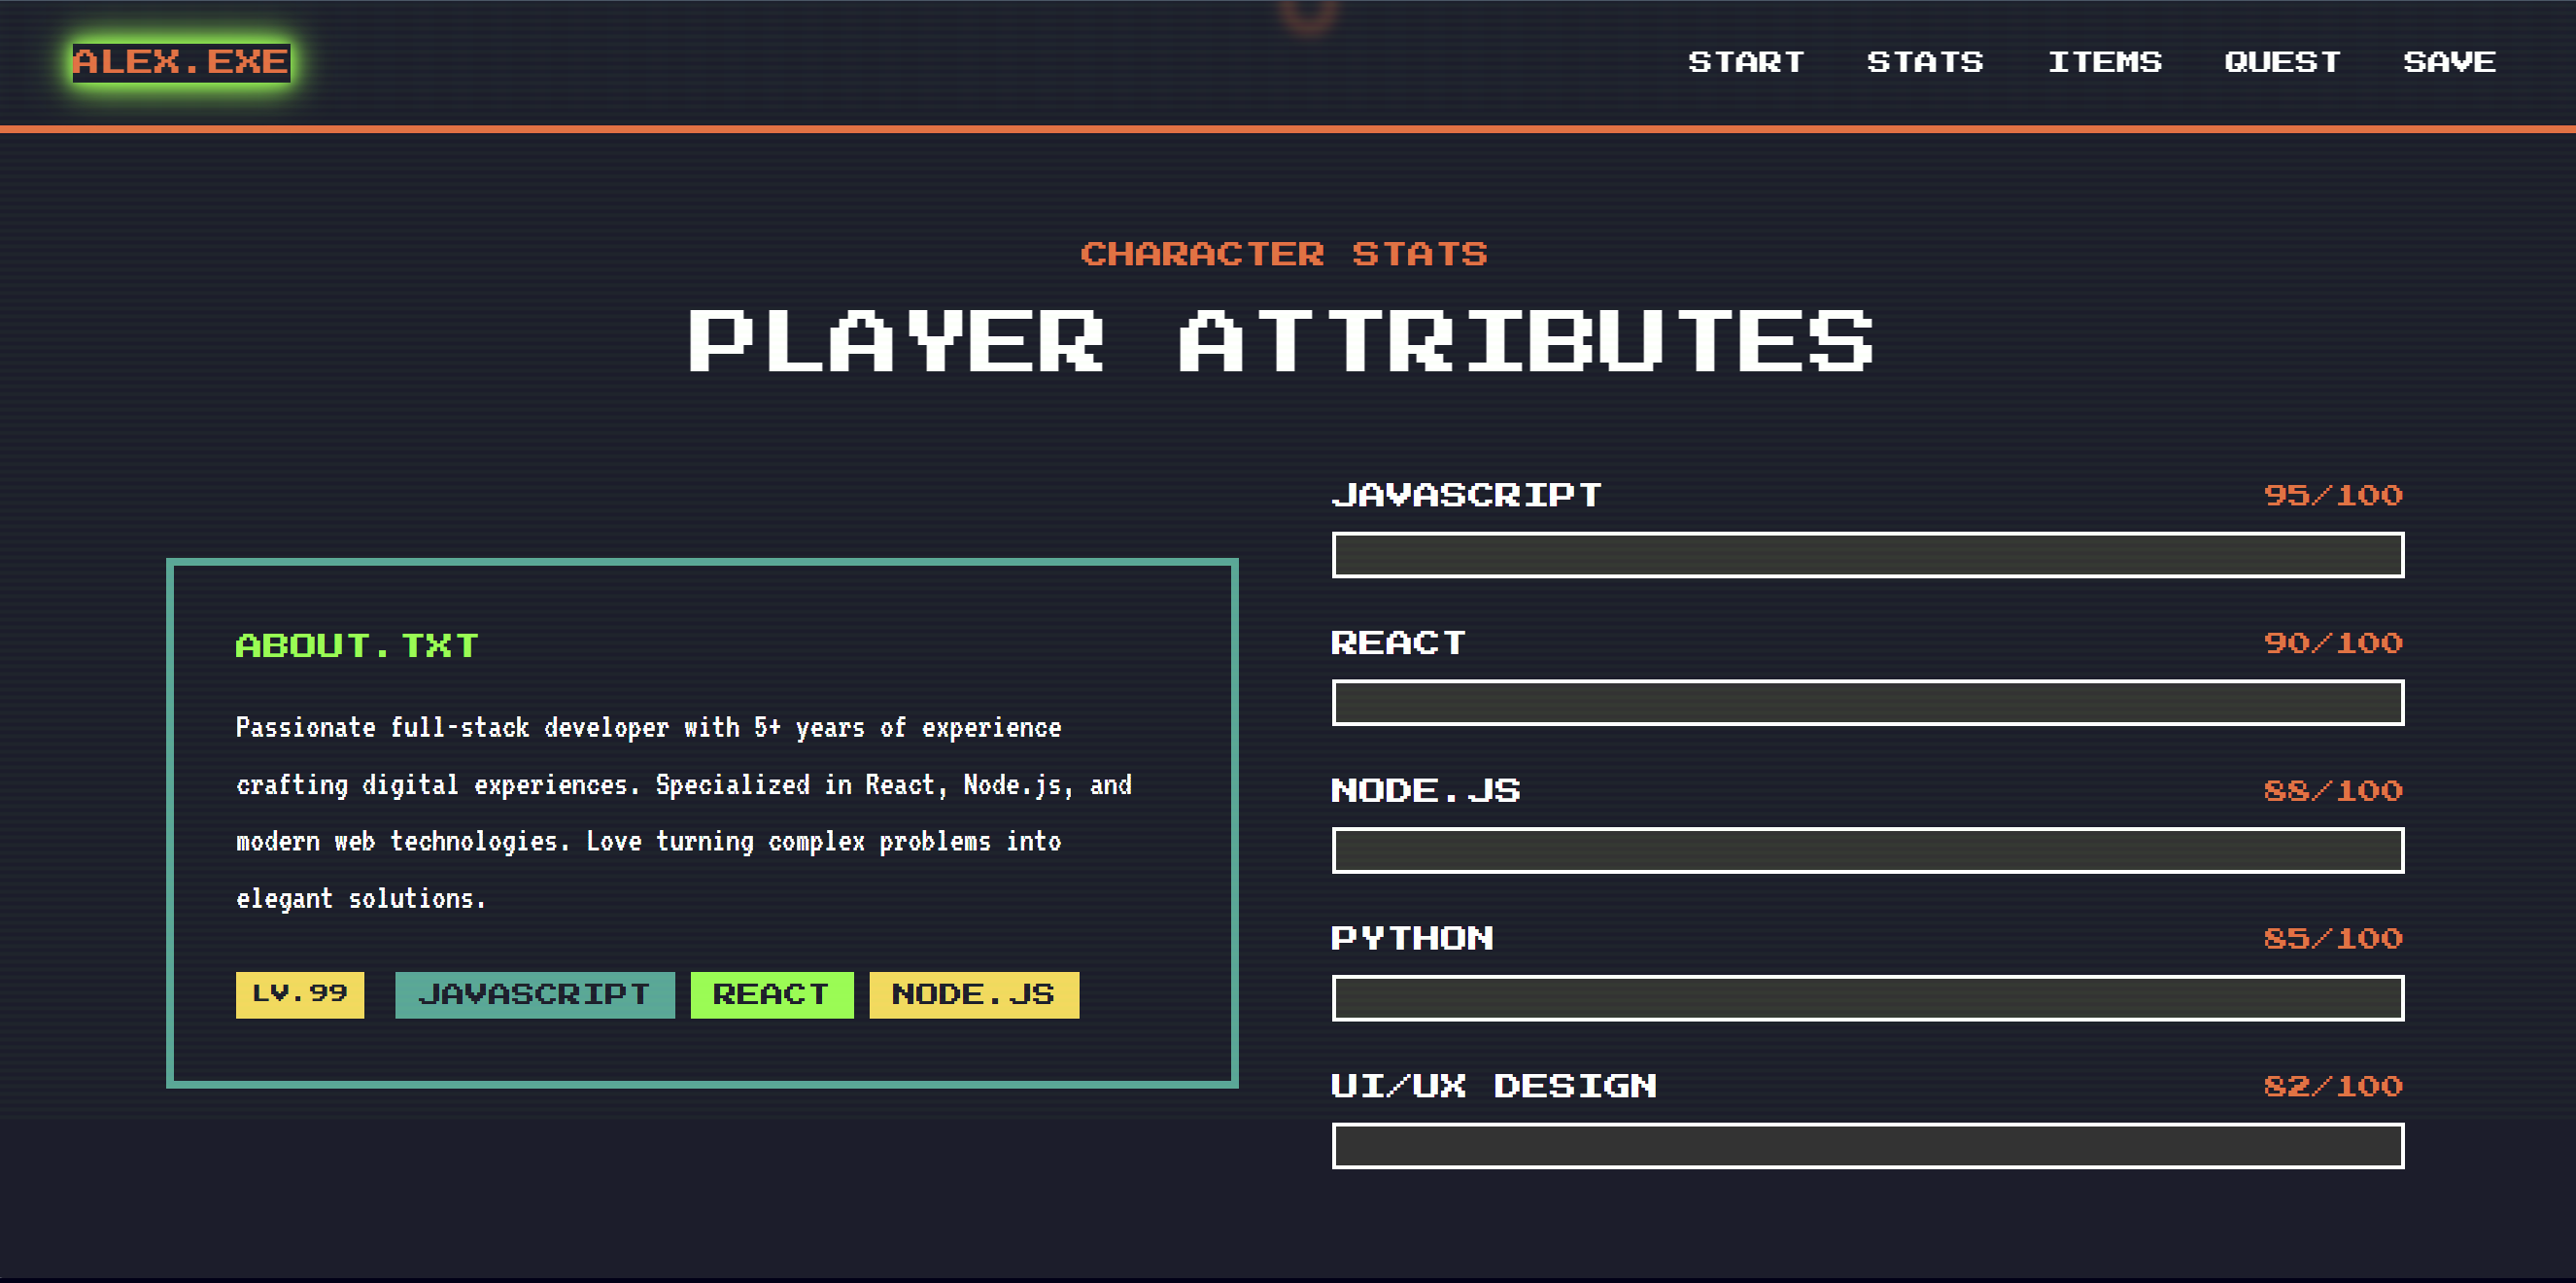 ALEX.EXE
START STATS ITEMS QUEST SAVE
CHARACTER STATS
PLAYER ATTRIBUTES
ABOUT.TXT
Passionate full-stack developer with 5+ years of experience
crafting digital experiences. Specialized in React, Node.js, and
modern web technologies. Love turning complex problems into
elegant solutions.
LV.99 JAVASCRIPT REACT NODE.JS
JAVASCRIPT 95/100
REACT 90/100
NODE.JS 88/100
PYTHON 85/100
UI/UX DESIGN 82/100